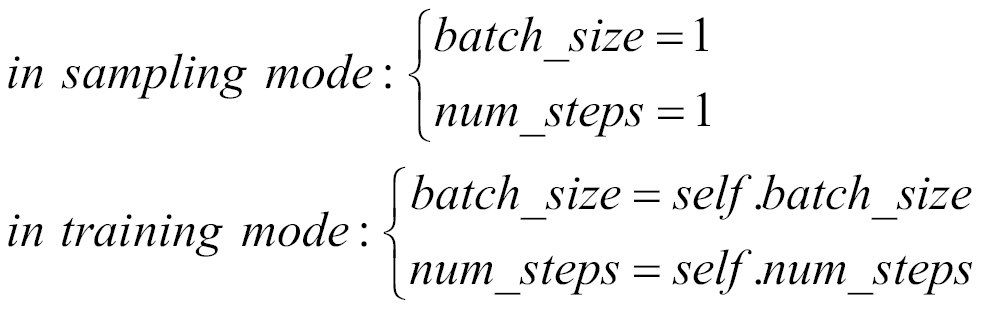 in sampling mode: { batch_size = 1
num_steps = 1
in training mode: { batch_size = self.batch_size
num_steps = self.num_steps